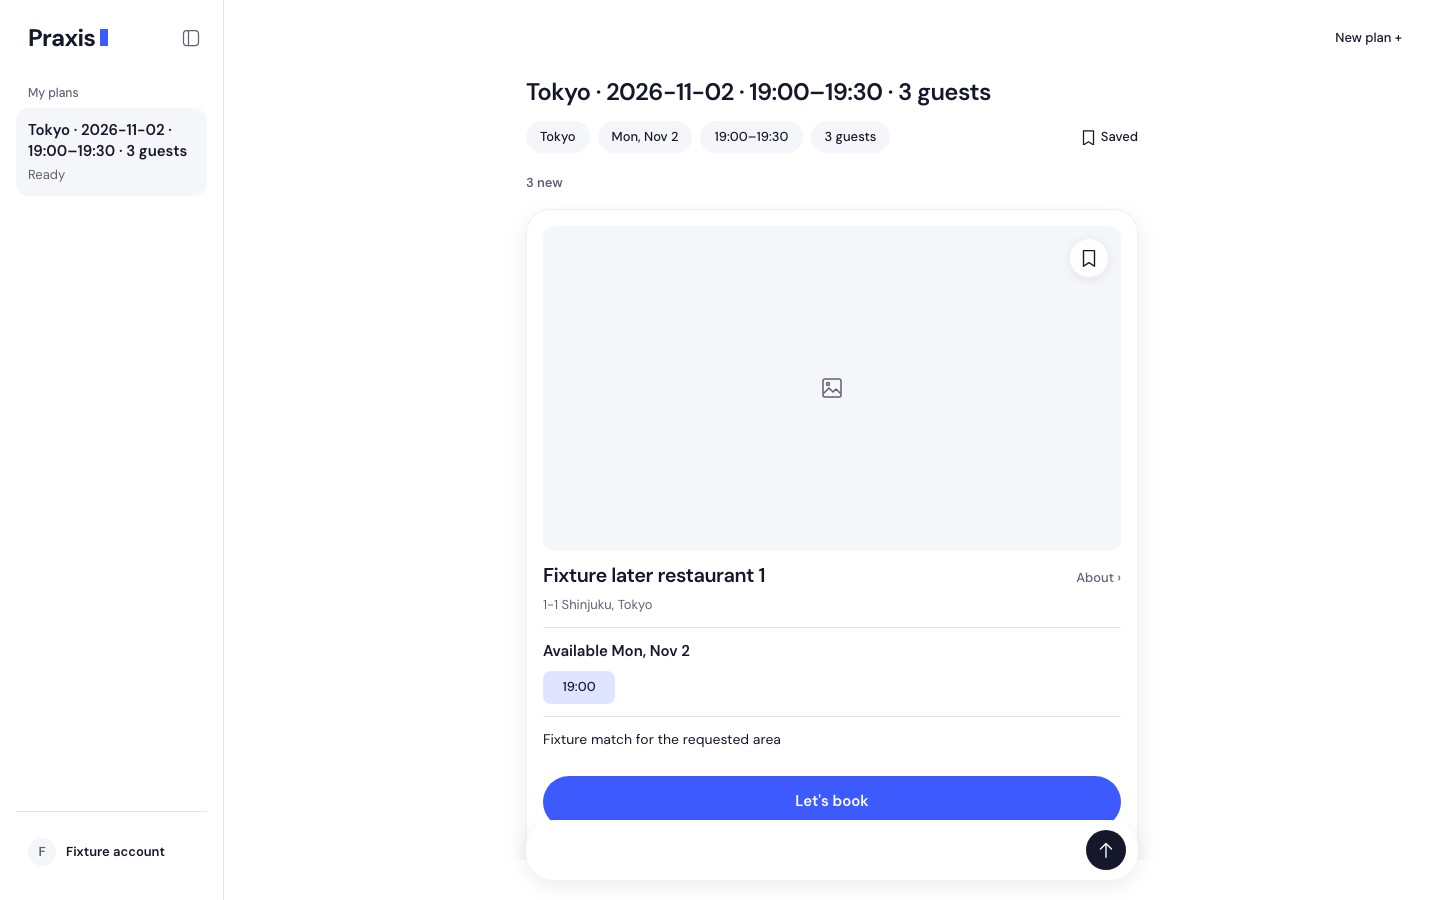 Praxis
New plan +
My plans
Tokyo · 2026-11-02 ·
19:00–19:30 · 3 guests
Ready
Tokyo · 2026-11-02 · 19:00–19:30 · 3 guests
Tokyo
Mon, Nov 2
19:00–19:30
3 guests
Saved
3 new
Fixture later restaurant 1
About ›
1-1 Shinjuku, Tokyo
Available Mon, Nov 2
19:00
Fixture match for the requested area
Let's book
F
Fixture account